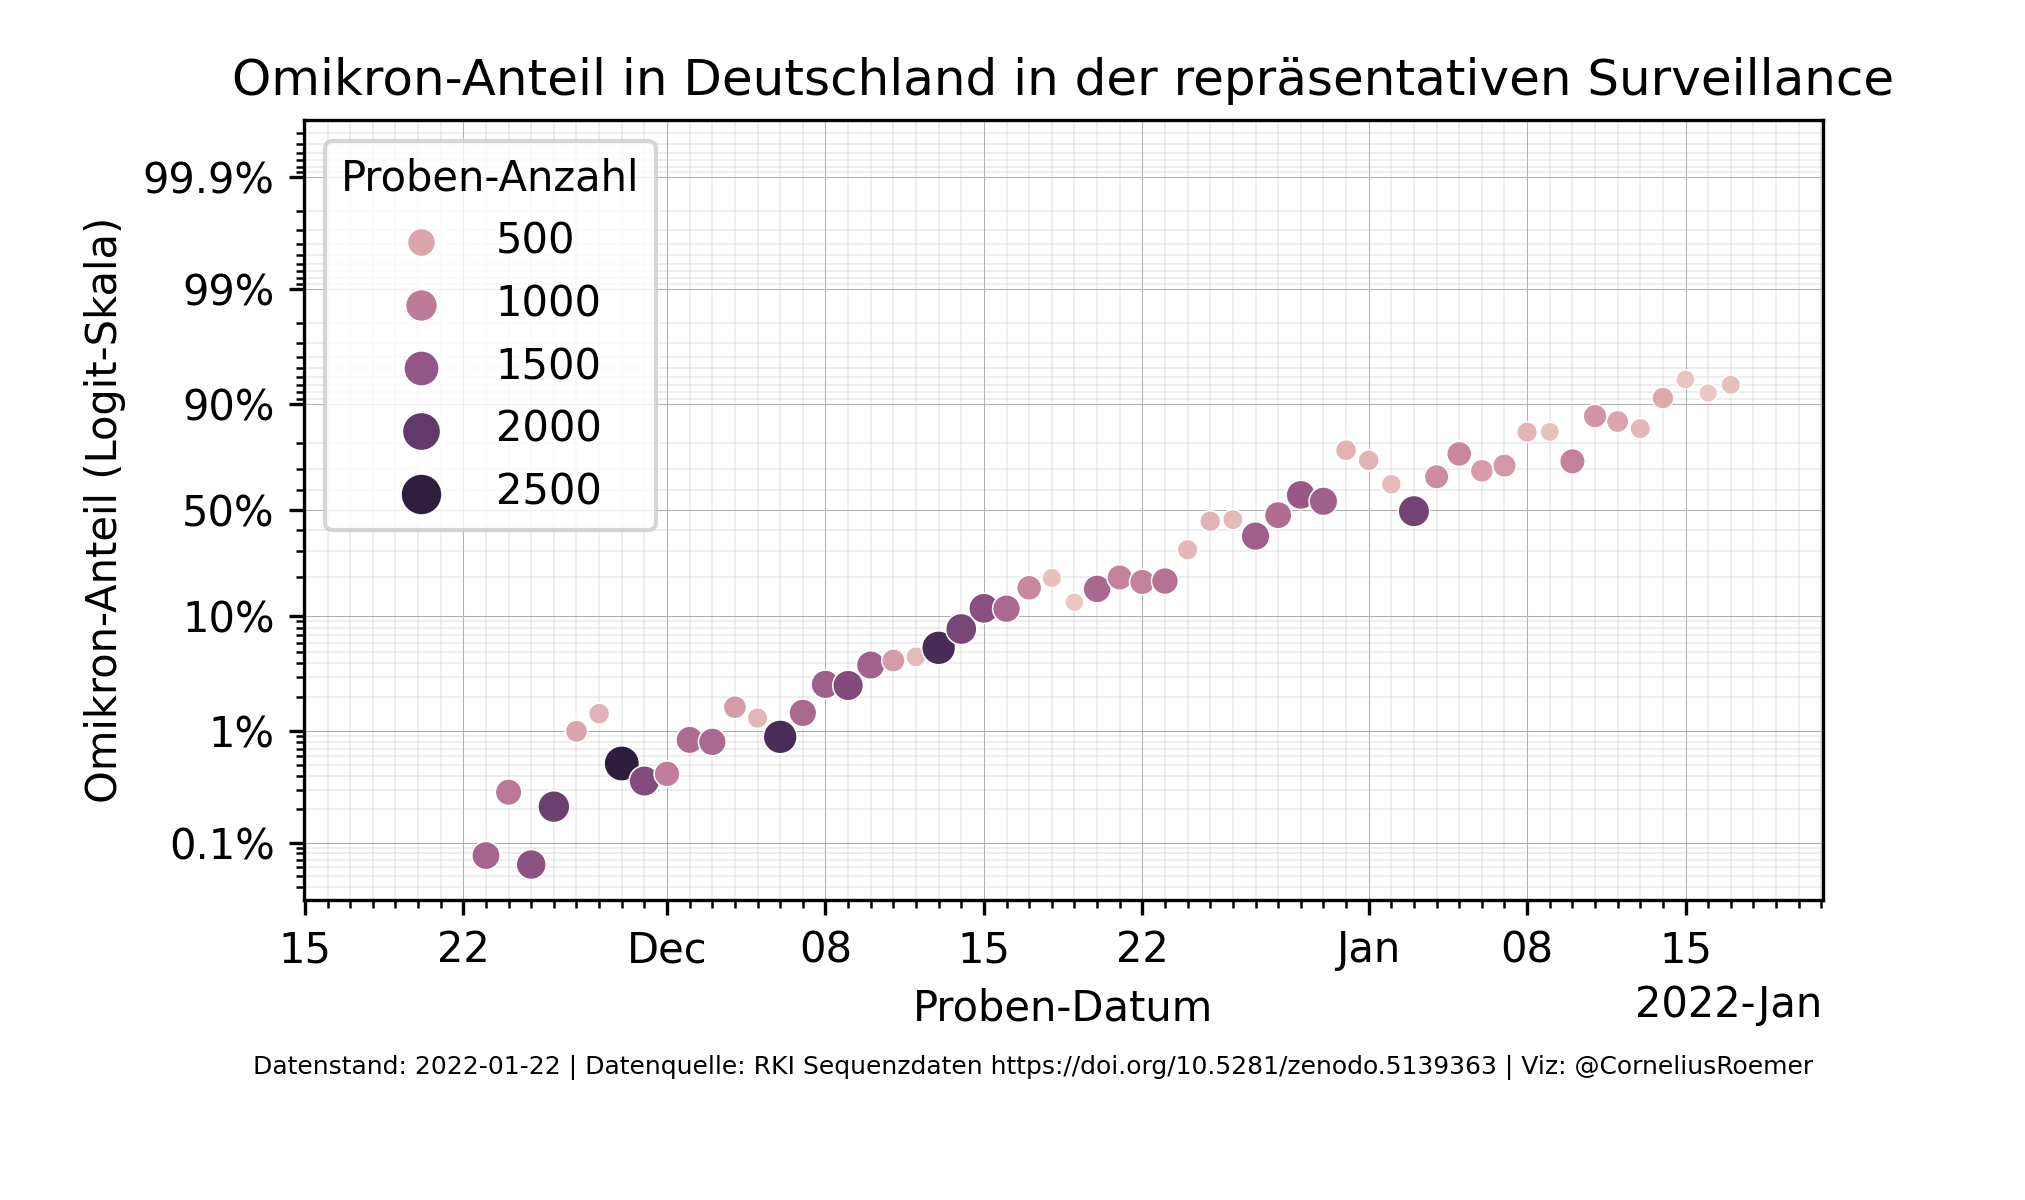 Omikron-Anteil in Deutschland in der repräsentativen Surveillance
Omikron-Anteil (Logit-Skala)
99.9%
99%
90%
50%
10%
1%
0.1%
Proben-Anzahl
500
1000
1500
2000
2500
15 22 Dec 08 15 22 Jan 08 15
2022-Jan
Proben-Datum
Datenstand: 2022-01-22 | Datenquelle: RKI Sequenzdaten https://doi.org/10.5281/zenodo.5139363 | Viz: @CorneliusRoemer